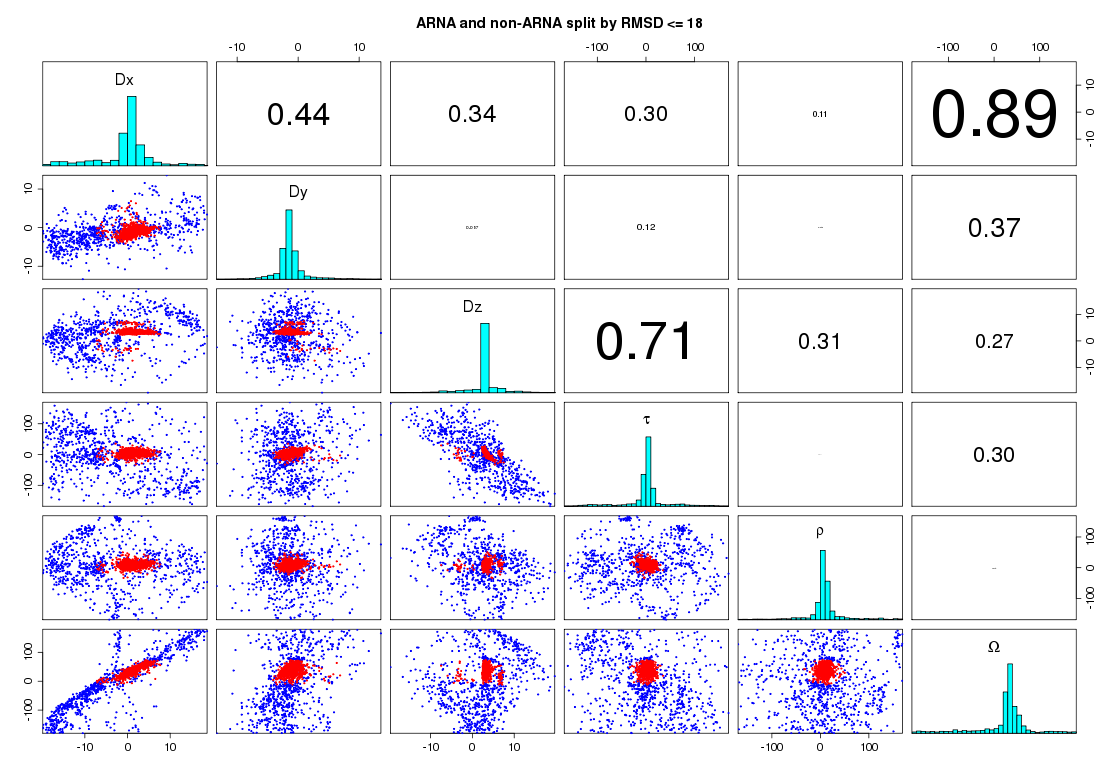 ARNA and non-ARNA split by RMSD <= 18
-10 0 10 -100 0 100 -100 0 100
Dx 0.44 0.34 0.30 0.11 0.89 -10 0 10
-10 0 10 Dy 0.12 0.37
Dz 0.71 0.31 0.27 -10 0 10
-100 0 100 τ 0.30
ρ -100 0 100
-100 0 100 Ω
-10 0 10 -10 0 10 -100 0 100